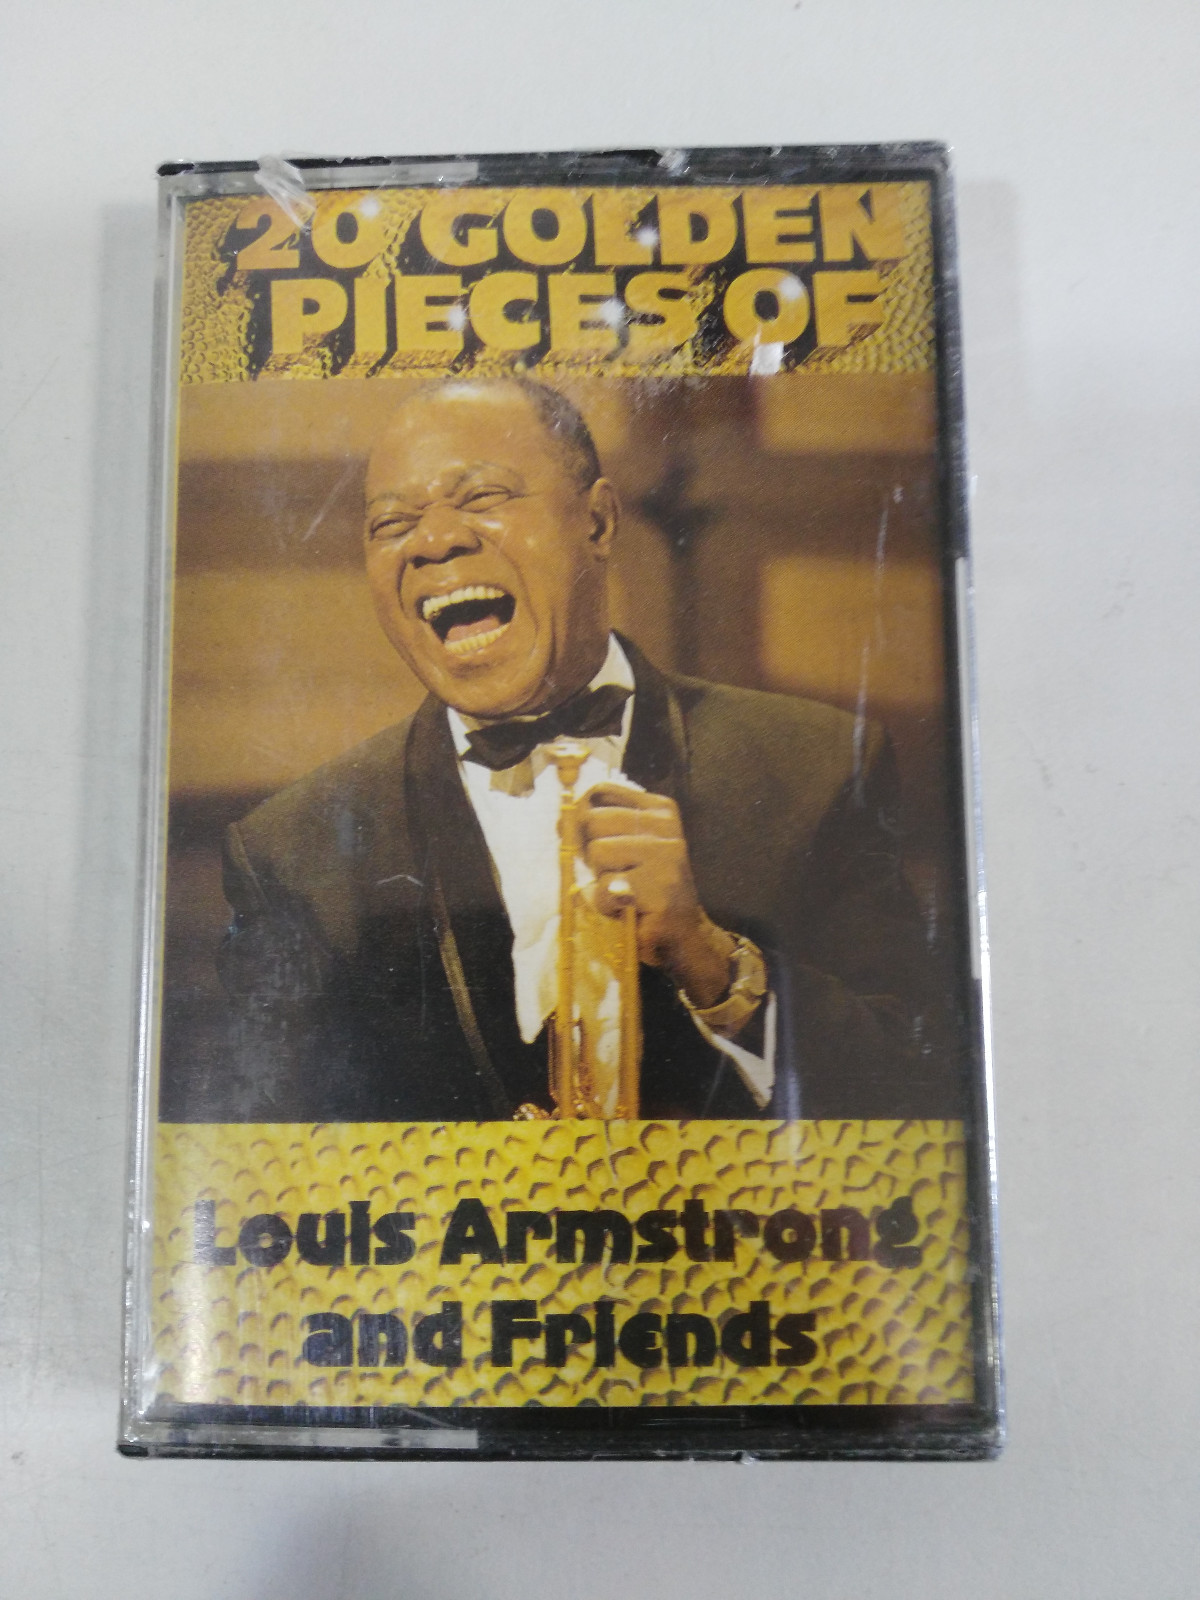 20 GOLDEN
PIECES OF
Louis Armstrong
and Friends